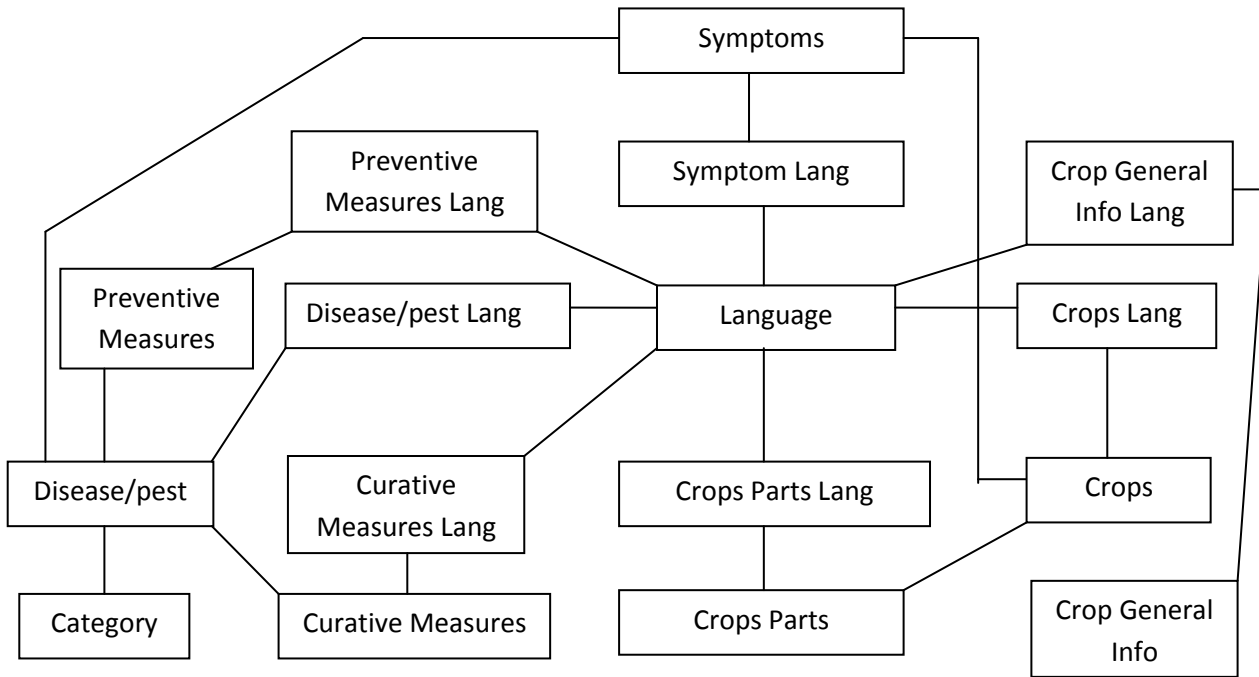 Symptoms
Preventive
Measures Lang
Symptom Lang
Crop General
Info Lang
Preventive
Measures
Disease/pest Lang
Language
Crops Lang
Disease/pest
Curative
Measures Lang
Crops Parts Lang
Crops
Category
Curative Measures
Crops Parts
Crop General
Info